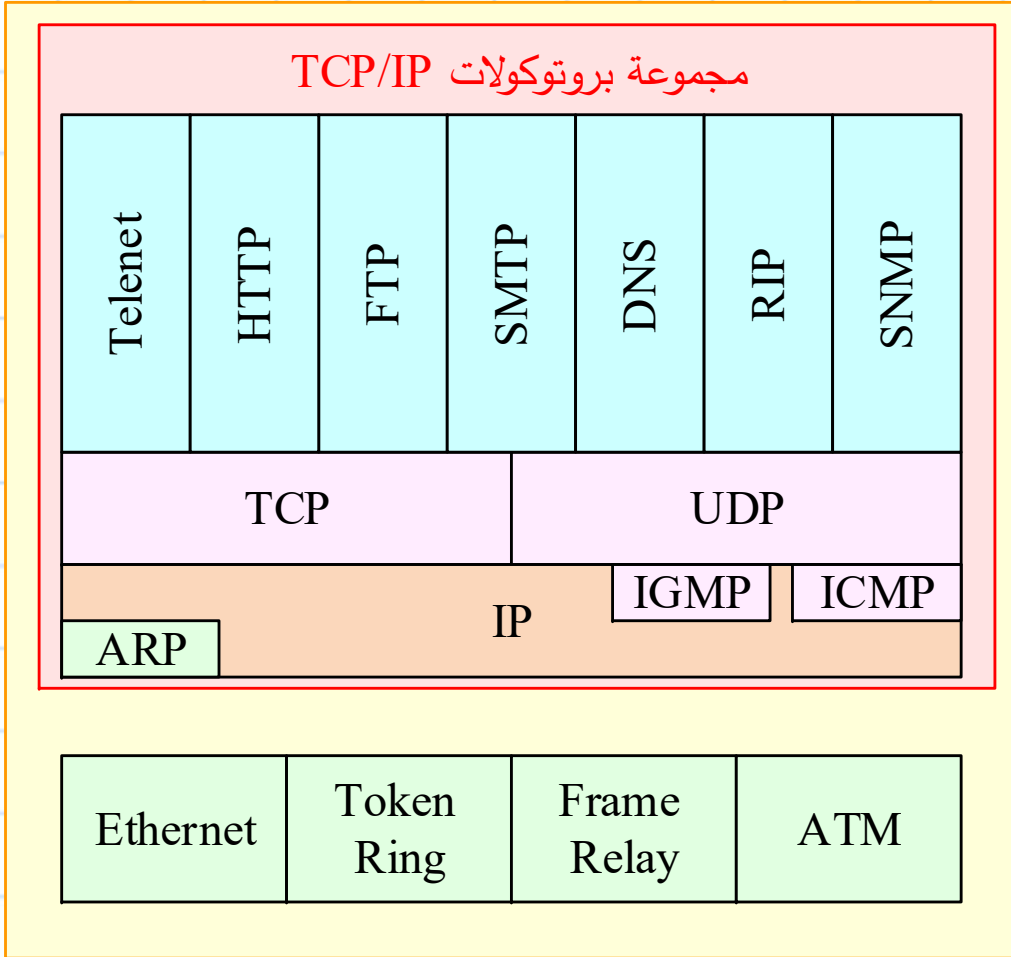 مجموعة بروتوكولات TCP/IP
Telenet
HTTP
FTP
SMTP
DNS
RIP
SNMP
TCP
UDP
IGMP
ICMP
IP
ARP
Ethernet
Token
Ring
Frame
Relay
ATM